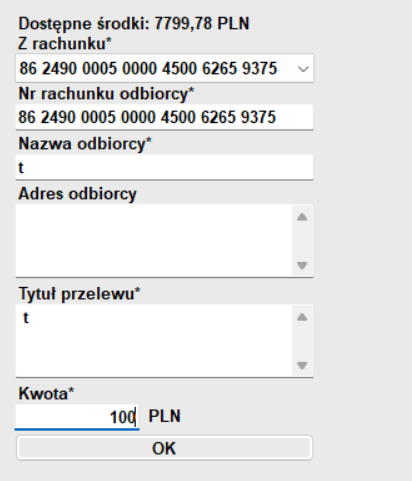 Dostępne środki: 7799,78 PLN
Z rachunku*
86 2490 0005 0000 4500 6265 9375
Nr rachunku odbiorcy*
86 2490 0005 0000 4500 6265 9375
Nazwa odbiorcy*
t
Adres odbiorcy
Tytuł przelewu*
t
Kwota*
100 PLN
OK